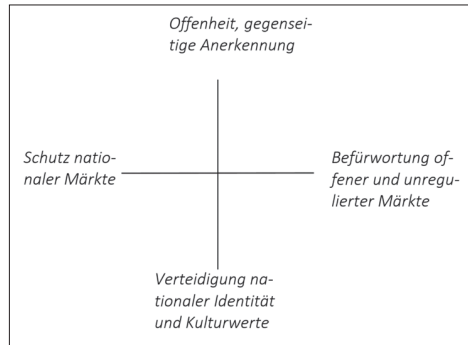 Offenheit, gegensei-
tige Anerkennung
Schutz natio-
naler Märkte
Befürwortung of-
fener und unregu-
lierter Märkte
Verteidigung na-
tionaler Identität
und Kulturwerte